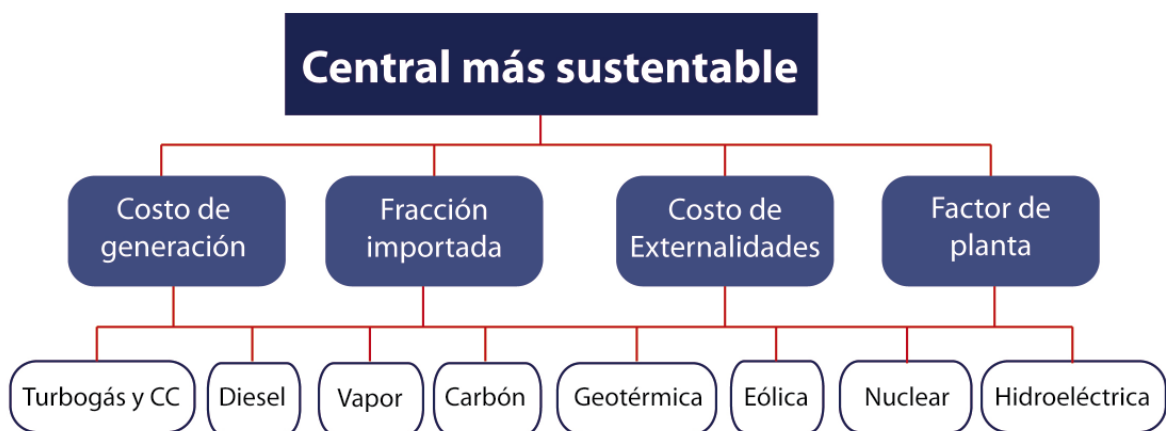 Central más sustentable
Costo de
generación
Fracción
importada
Costo de
Externalidades
Factor de
planta
Turbogás y CC
Diesel
Vapor
Carbón
Geotérmica
Eólica
Nuclear
Hidroeléctrica